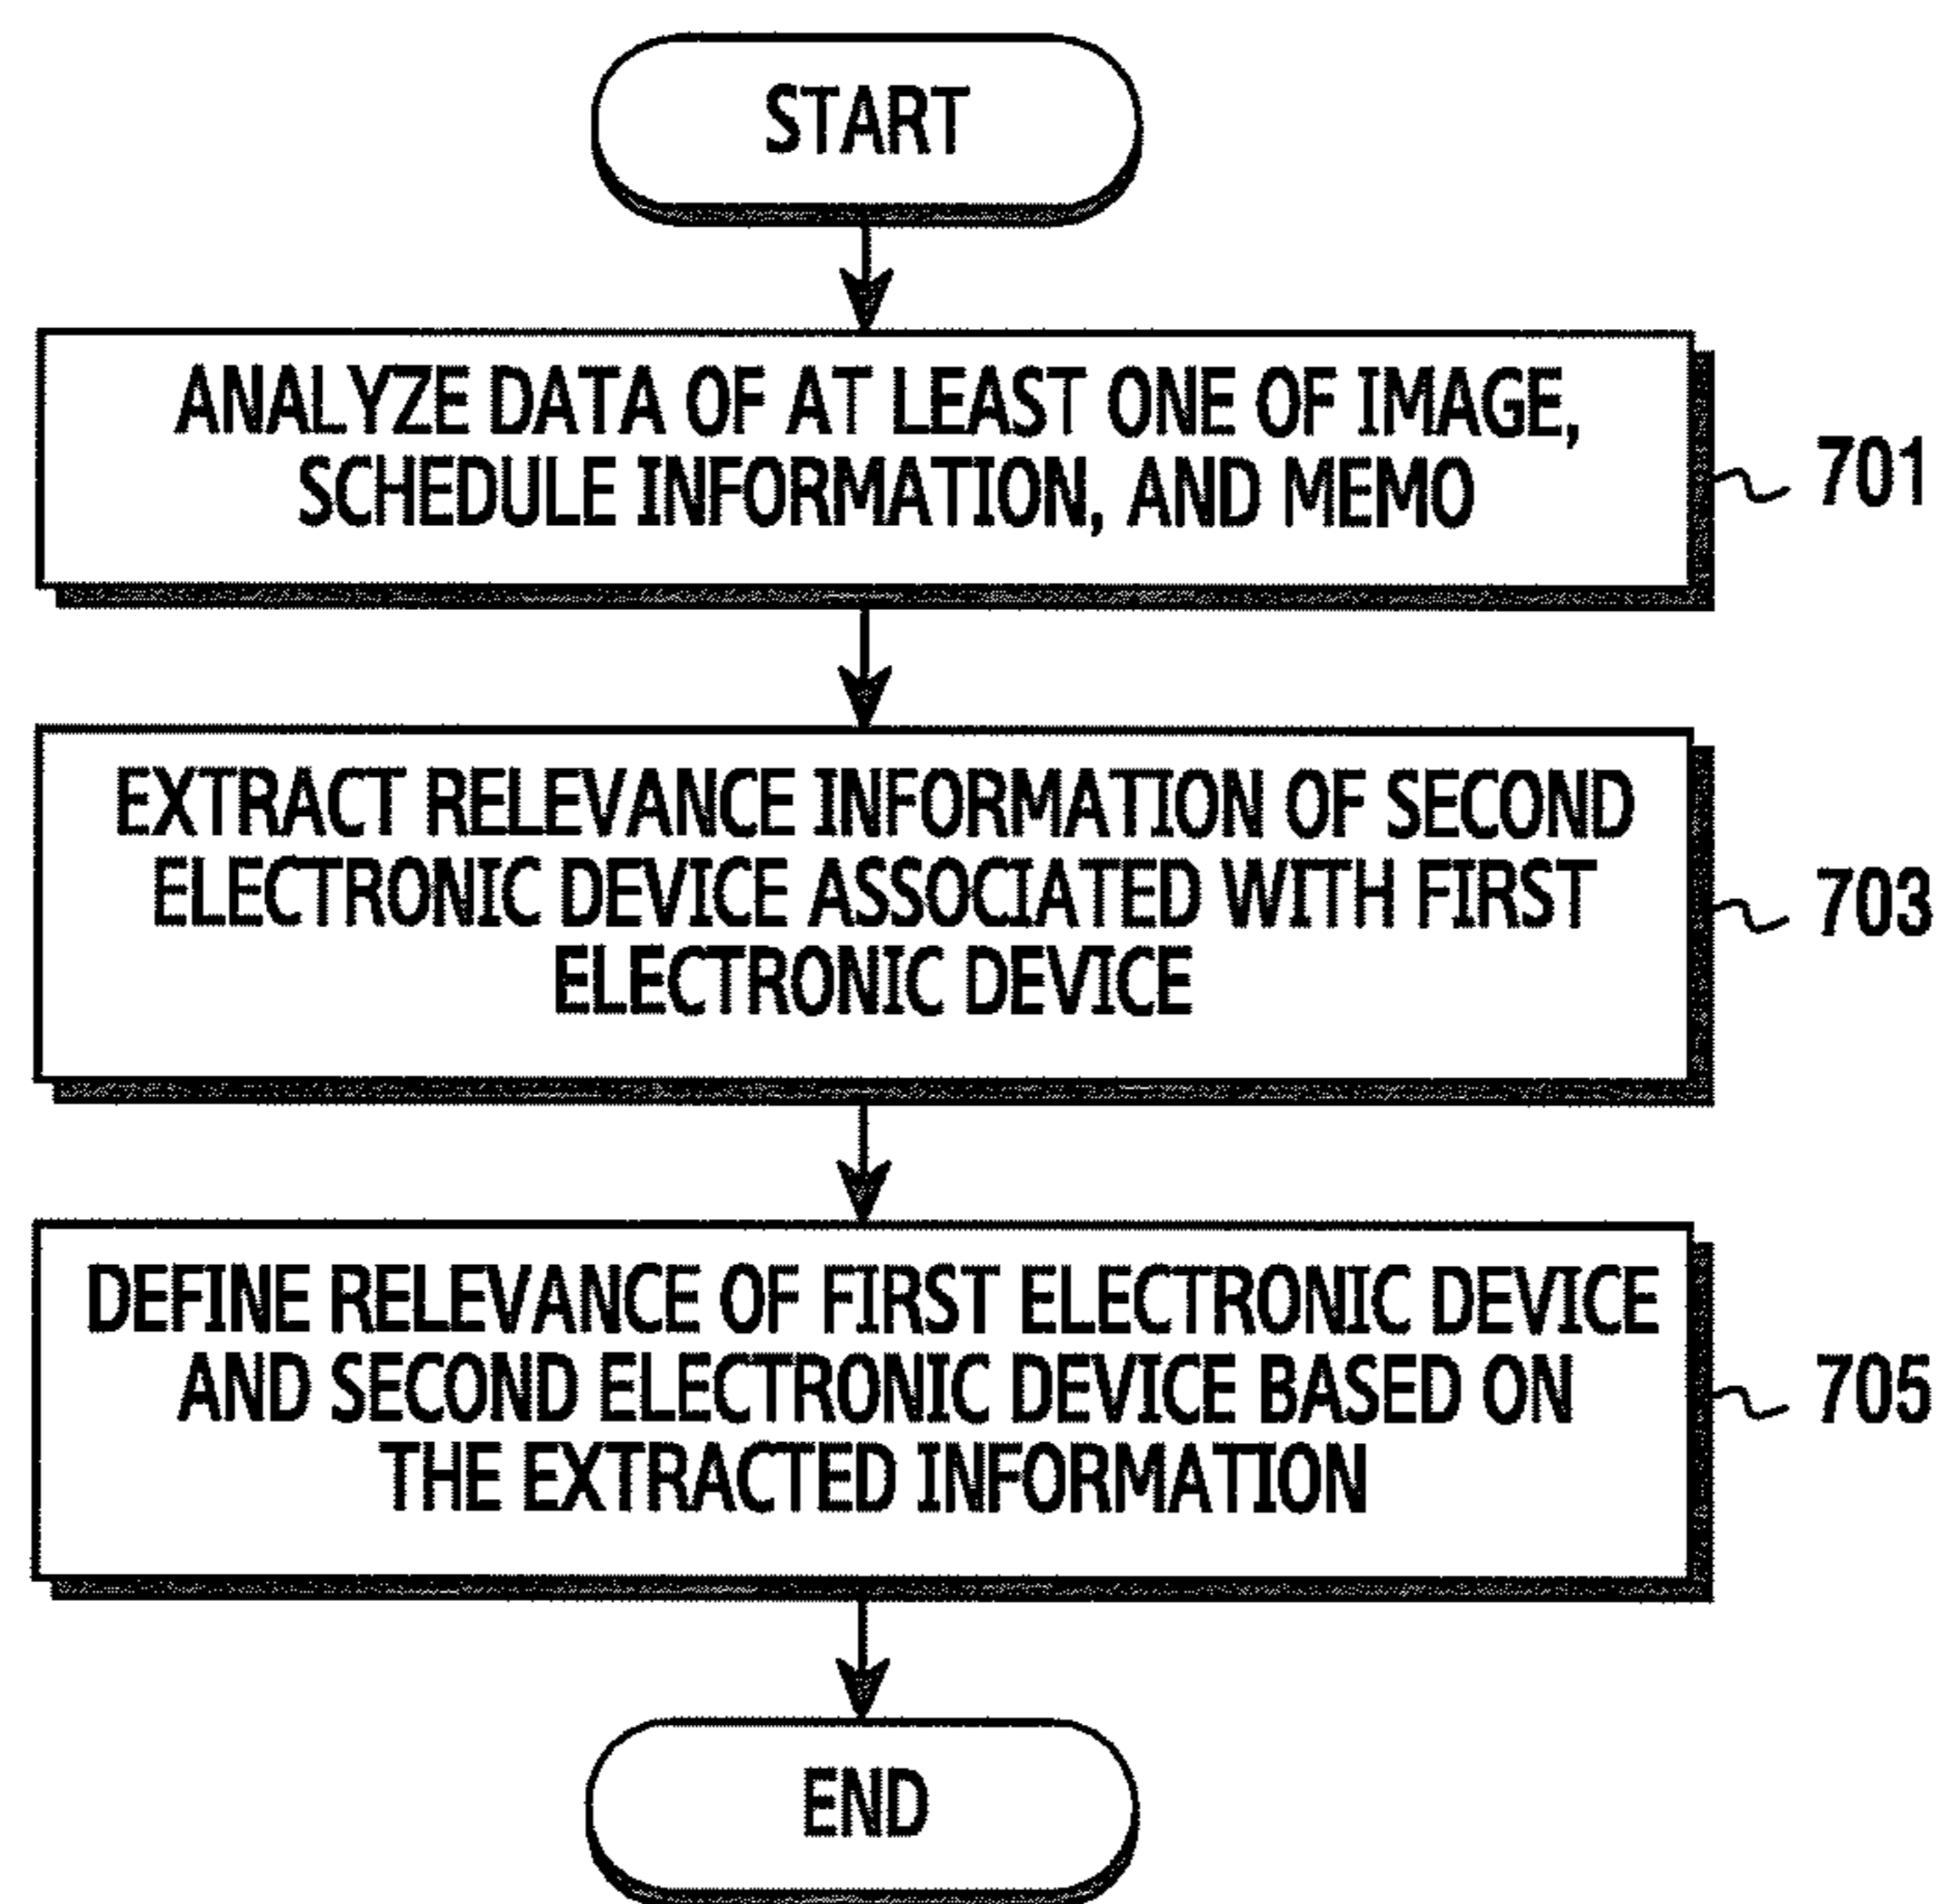 START
ANALYZE DATA OF AT LEAST ONE OF IMAGE,
SCHEDULE INFORMATION, AND MEMO
701
EXTRACT RELEVANCE INFORMATION OF SECOND
ELECTRONIC DEVICE ASSOCIATED WITH FIRST
ELECTRONIC DEVICE
703
DEFINE RELEVANCE OF FIRST ELECTRONIC DEVICE
AND SECOND ELECTRONIC DEVICE BASED ON
THE EXTRACTED INFORMATION
705
END